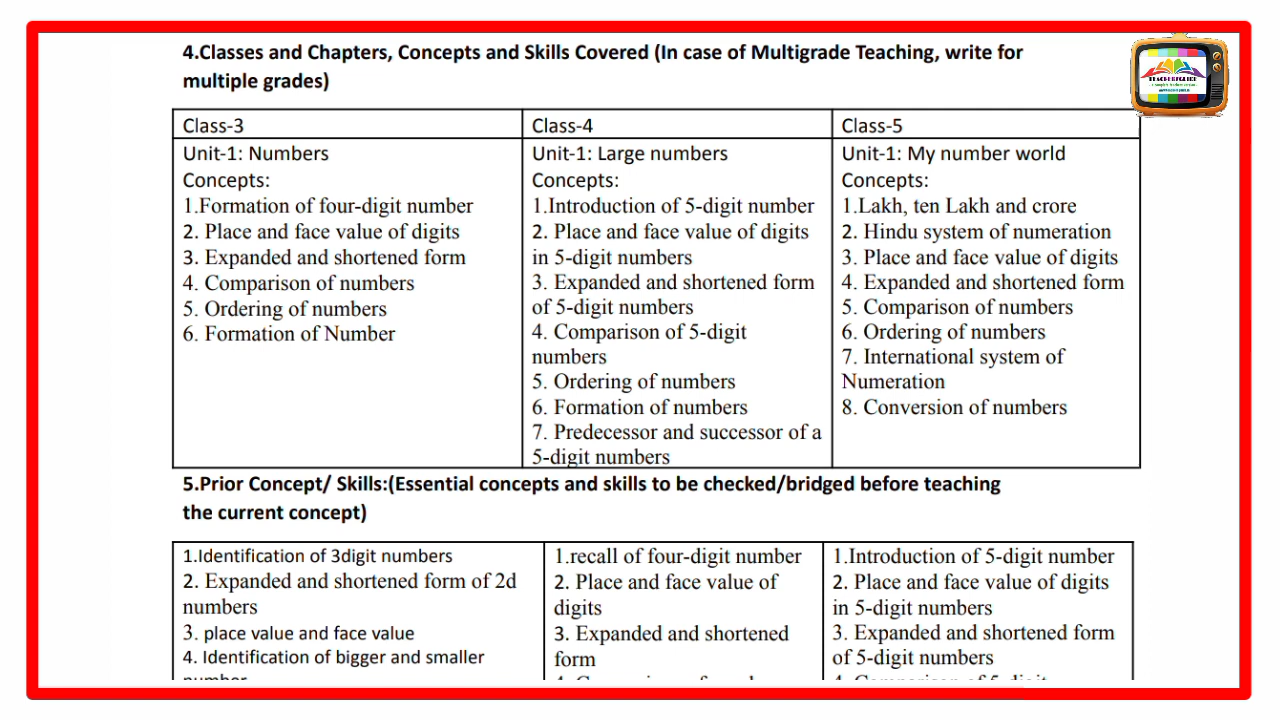 4.Classes and Chapters, Concepts and Skills Covered (In case of Multigrade Teaching, write for
multiple grades)
Class-3
Unit-1: Numbers
Concepts:
1.Formation of four-digit number
2. Place and face value of digits
3. Expanded and shortened form
4. Comparison of numbers
5. Ordering of numbers
6. Formation of Number
Class-4
Unit-1: Large numbers
Concepts:
1.Introduction of 5-digit number
2. Place and face value of digits
in 5-digit numbers
3. Expanded and shortened form
of 5-digit numbers
4. Comparison of 5-digit
numbers
5. Ordering of numbers
6. Formation of numbers
7. Predecessor and successor of a
5-digit numbers
Class-5
Unit-1: My number world
Concepts:
1.Lakh, ten Lakh and crore
2. Hindu system of numeration
3. Place and face value of digits
4. Expanded and shortened form
5. Comparison of numbers
6. Ordering of numbers
7. International system of
Numeration
8. Conversion of numbers
5.Prior Concept/ Skills:(Essential concepts and skills to be checked/bridged before teaching
the current concept)
1.Identification of 3digit numbers
2. Expanded and shortened form of 2d
numbers
3. place value and face value
4. Identification of bigger and smaller
1.recall of four-digit number
2. Place and face value of
digits
3. Expanded and shortened
form
1.Introduction of 5-digit number
2. Place and face value of digits
in 5-digit numbers
3. Expanded and shortened form
of 5-digit numbers